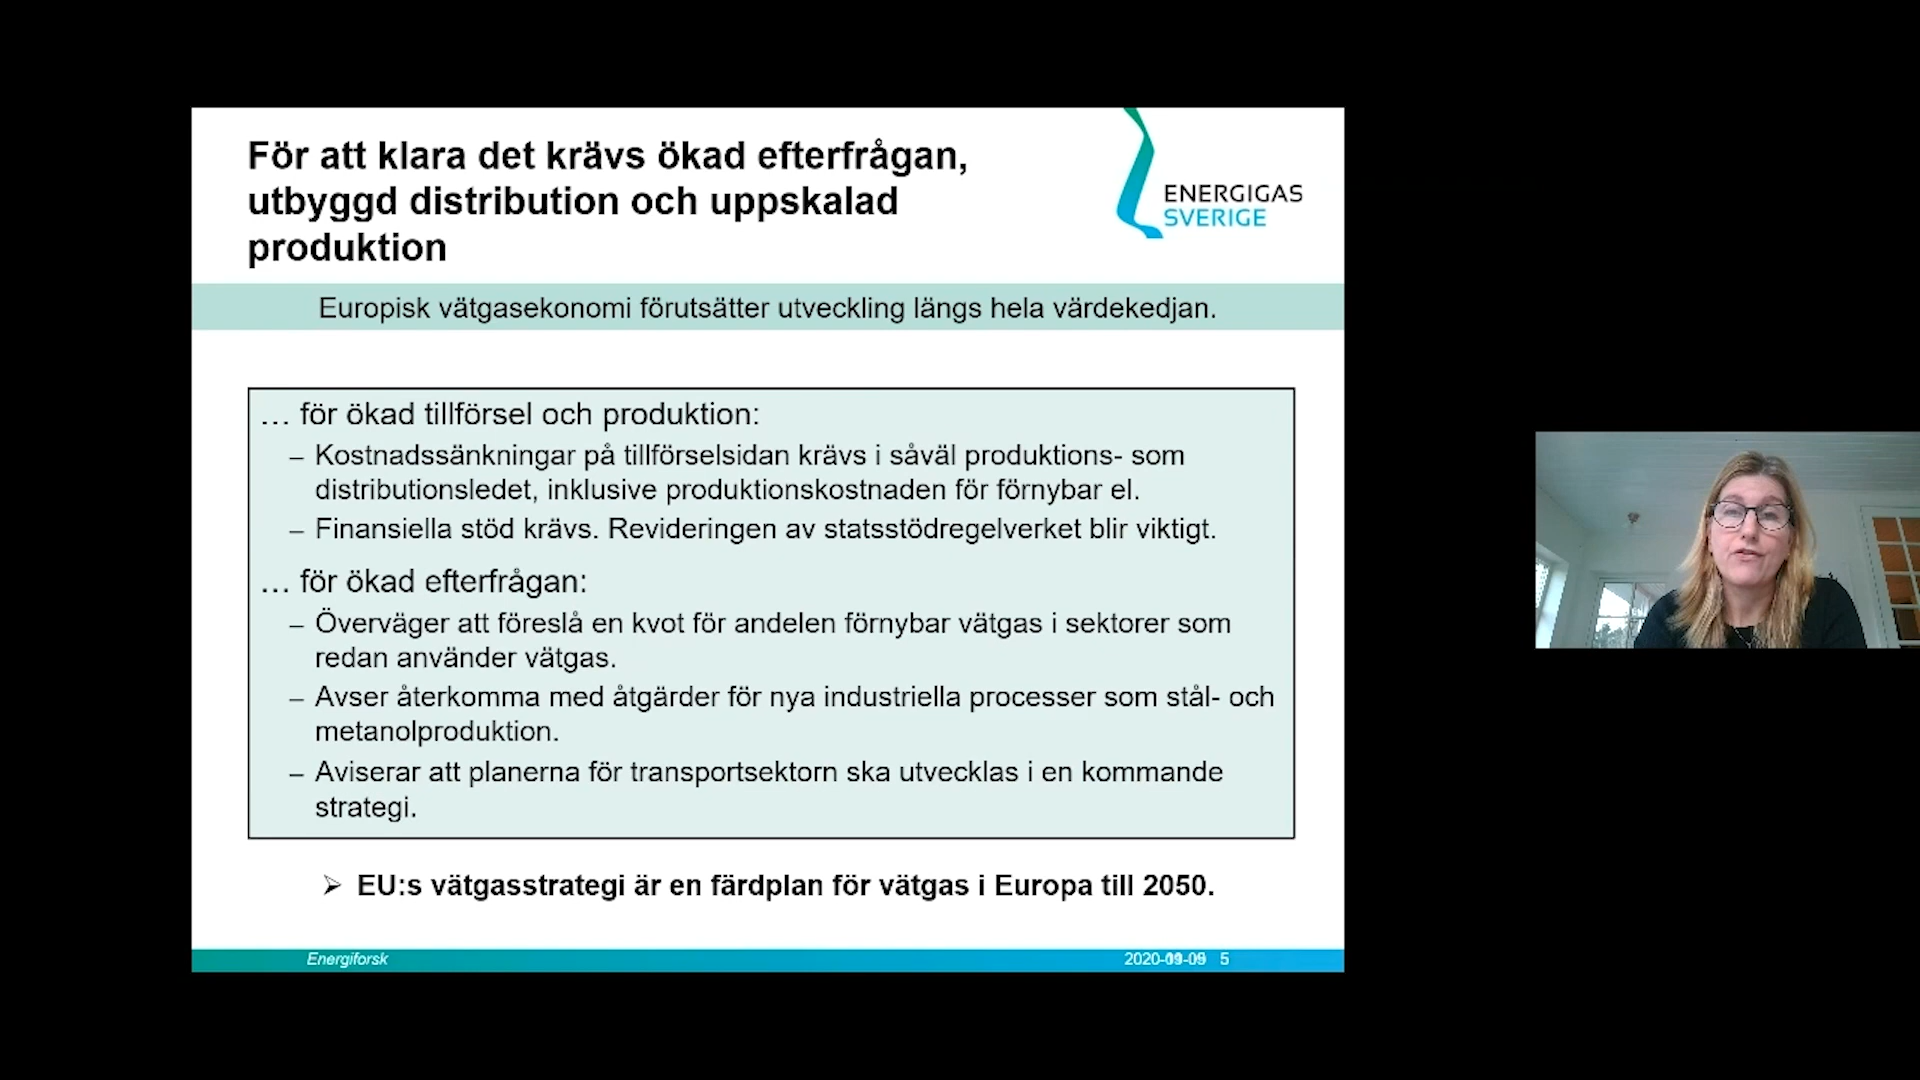 För att klara det krävs ökad efterfrågan,
utbyggd distribution och uppskalad
produktion
ENERGIGAS
SVERIGE
Europisk vätgasekonomi förutsätter utveckling längs hela värdekedjan.
… för ökad tillförsel och produktion:
– Kostnadssänkningar på tillförselsidan krävs i såväl produktions- som
distributionsledet, inklusive produktionskostnaden för förnybar el.
– Finansiella stöd krävs. Revideringen av statsstödregelverket blir viktigt.
… för ökad efterfrågan:
– Överväger att föreslå en kvot för andelen förnybar vätgas i sektorer som
redan använder vätgas.
– Avser återkomma med åtgärder för nya industriella processer som stål- och
metanolproduktion.
– Aviserar att planerna för transportsektorn ska utvecklas i en kommande
strategi.
➢ EU:s vätgasstrategi är en färdplan för vätgas i Europa till 2050.
Energiforsk
5